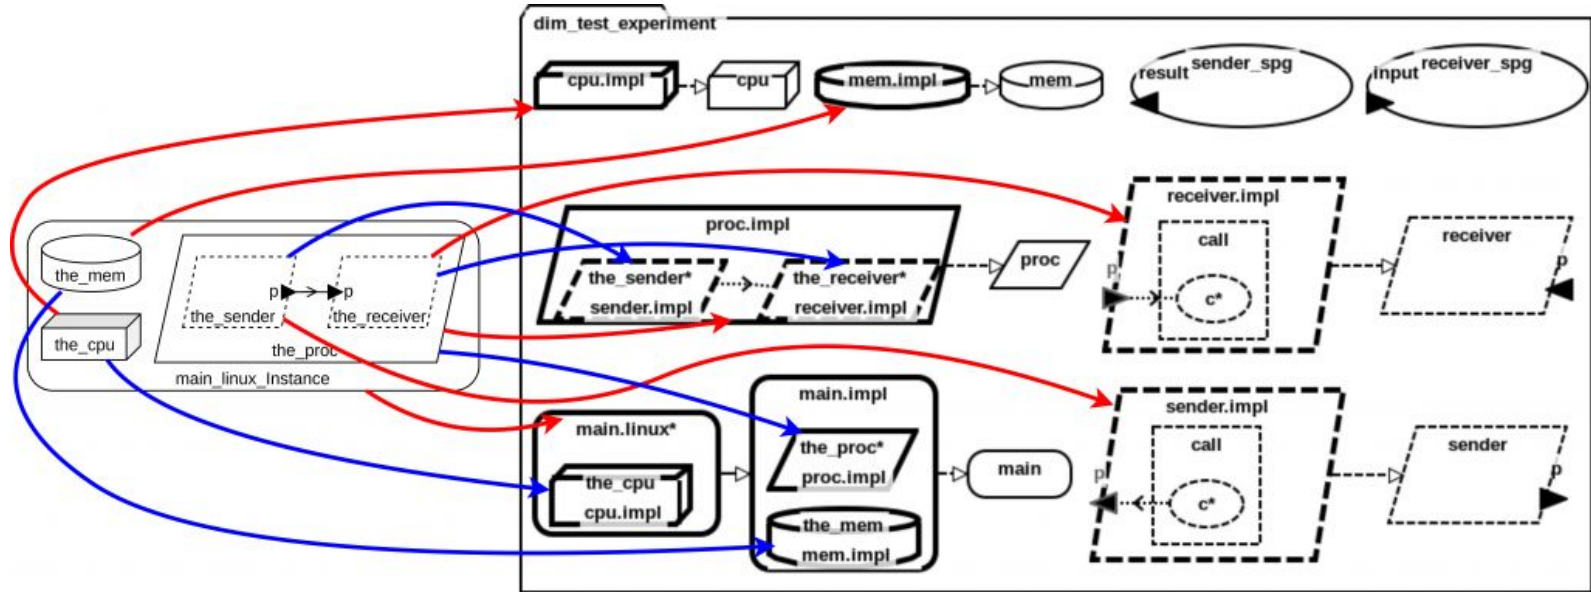 dim_test_experiment
cpu.impl
cpu
mem.impl
mem
result
sender_spg
input
receiver_spg
the_mem
the_cpu
p
p
the_sender
the_receiver
the_proc
main_linux_Instance
proc.impl
the_sender*
sender.impl
the_receiver*
receiver.impl
proc
receiver.impl
call
p
c*
receiver
p
main.linux*
the_cpu
cpu.impl
main.impl
the_proc*
proc.impl
the_mem
mem.impl
main
sender.impl
call
p
c*
sender
p